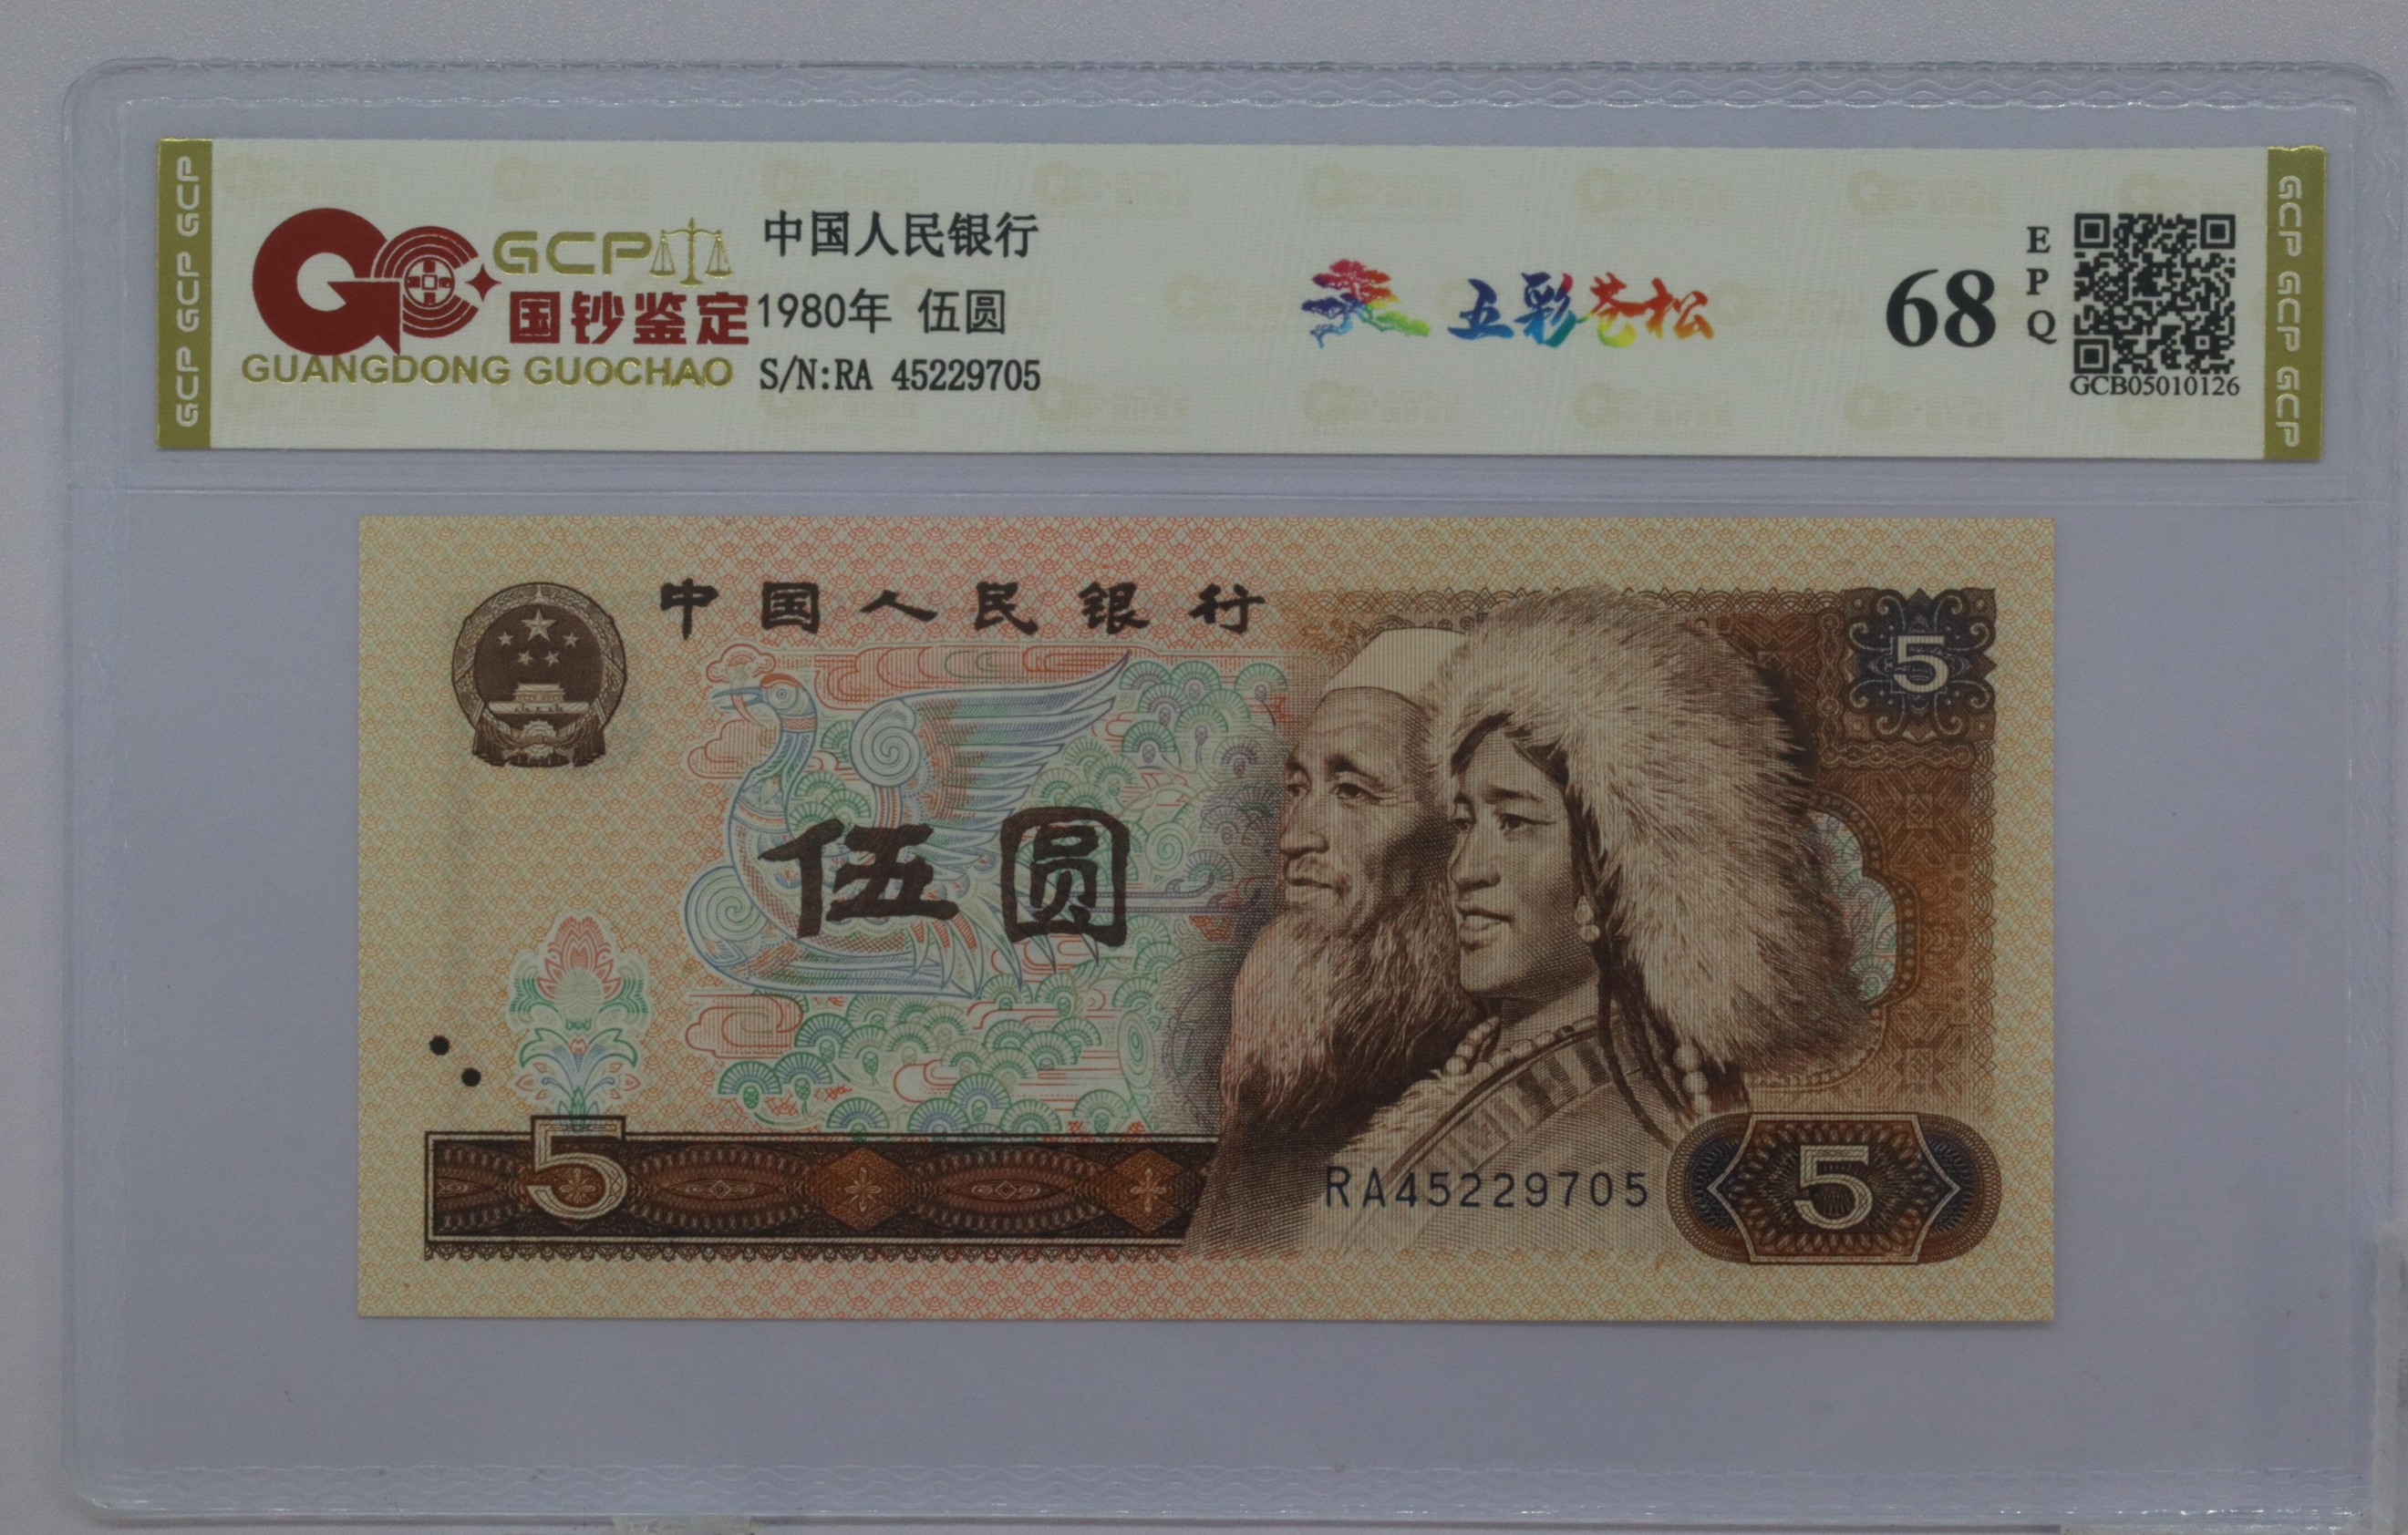 GCP GCP GCP
GCP
国钞鉴定
GUANGDONG GUOCHAO
中国人民银行
1980年 伍圆
S/N:RA 45229705
五彩苍松
68
EPQ
GCB05010126
GCP GCP GCP
中国人民银行
5
伍圆
5
RA45229705
5